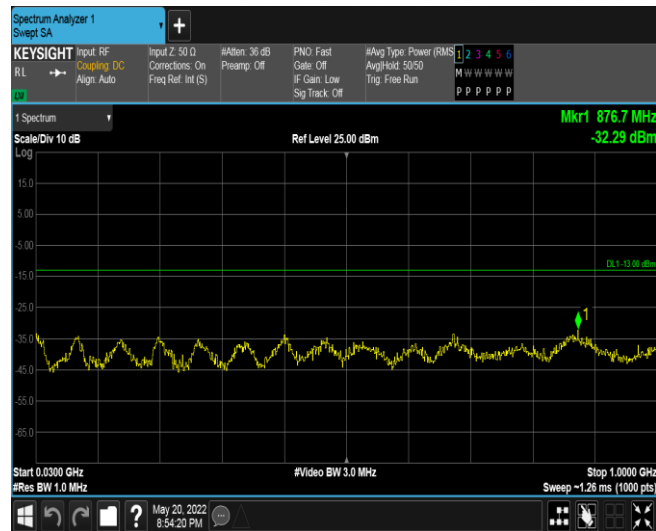 Spectrum Analyzer 1
Swept SA
+
KEYSIGHT
RL
Input: RF
Coupling: DC
Align: Auto
Input Z: 50 Ω
Corrections: On
Freq Ref: Int (S)
#Atten: 36 dB
Preamp: Off
PNO: Fast
Gate: Off
IF Gain: Low
Sig Track: Off
#Avg Type: Power (RMS
Avg|Hold: 50/50
Trig: Free Run
1 2 3 4 5 6
M W W W W W
P P P P P P
1 Spectrum
Scale/Div 10 dB
Ref Level 25.00 dBm
Mkr1 876.7 MHz
-32.29 dBm
Log
15.0
5.00
-5.00
-15.0
-25.0
-35.0
-45.0
-55.0
-65.0
DL1 -13.00 dBm
1
Start 0.0300 GHz
#Res BW 1.0 MHz
#Video BW 3.0 MHz
Stop 1.0000 GHz
Sweep ~1.26 ms (1000 pts)
?
May 20, 2022
8:54:20 PM